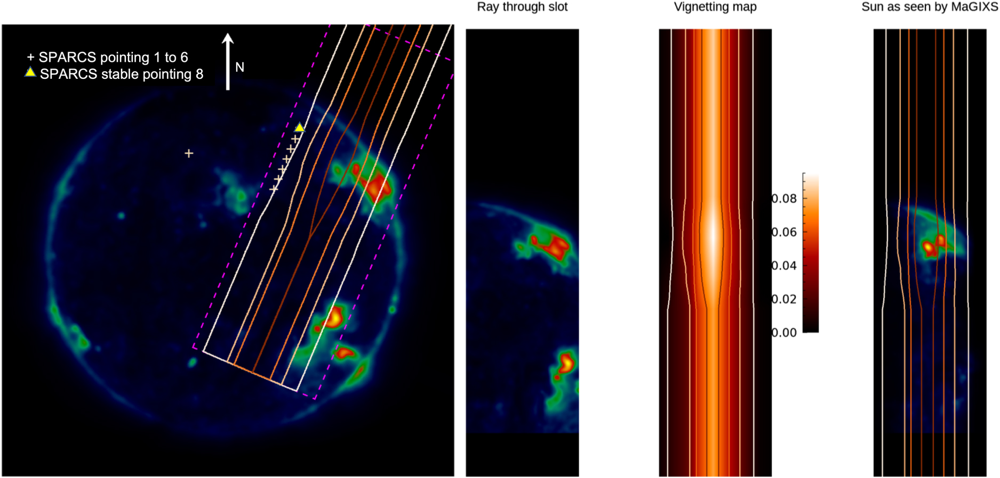 Ray through slot
Vignetting map
Sun as seen by MaGIXS
+ SPARCS pointing 1 to 6
SPARCS stable pointing 8
N
0.08
0.06
0.04
0.02
0.00